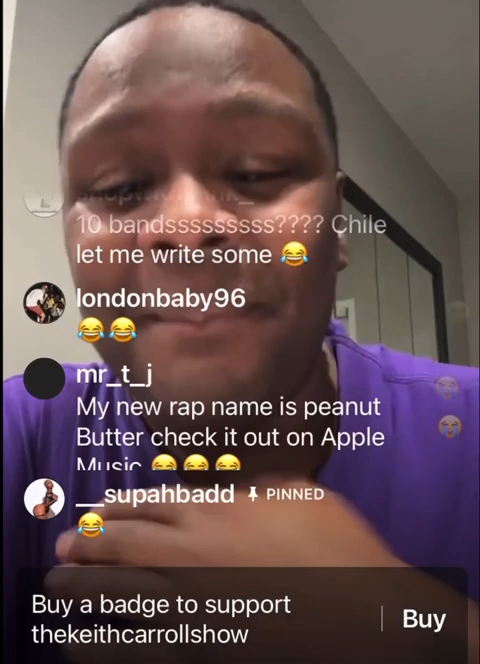 10 bandsssssssss???? Chile
let me write some 😂
londonbaby96
😂😂
mr_t_j
My new rap name is peanut
Butter check it out on Apple
Music 😂😂😂
__supahbadd PINNED
😂
Buy a badge to support
thekeithcarrollshow
Buy